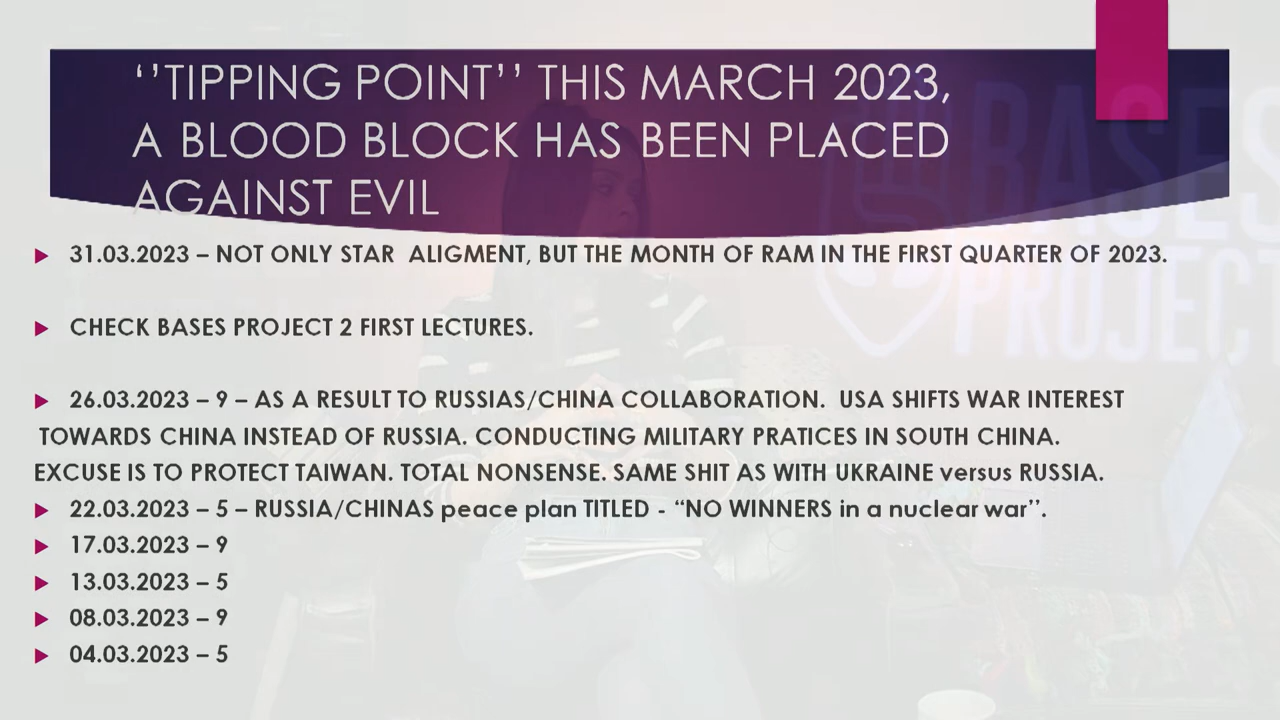 ‘’TIPPING POINT’’ THIS MARCH 2023,
A BLOOD BLOCK HAS BEEN PLACED
AGAINST EVIL
31.03.2023 – NOT ONLY STAR ALIGMENT, BUT THE MONTH OF RAM IN THE FIRST QUARTER OF 2023.
CHECK BASES PROJECT 2 FIRST LECTURES.
26.03.2023 – 9 – AS A RESULT TO RUSSIAS/CHINA COLLABORATION. USA SHIFTS WAR INTEREST
TOWARDS CHINA INSTEAD OF RUSSIA. CONDUCTING MILITARY PRATICES IN SOUTH CHINA.
EXCUSE IS TO PROTECT TAIWAN. TOTAL NONSENSE. SAME SHIT AS WITH UKRAINE versus RUSSIA.
22.03.2023 – 5 – RUSSIA/CHINAS peace plan TITLED - “NO WINNERS in a nuclear war’’.
17.03.2023 – 9
13.03.2023 – 5
08.03.2023 – 9
04.03.2023 – 5
BASES
PROJECT